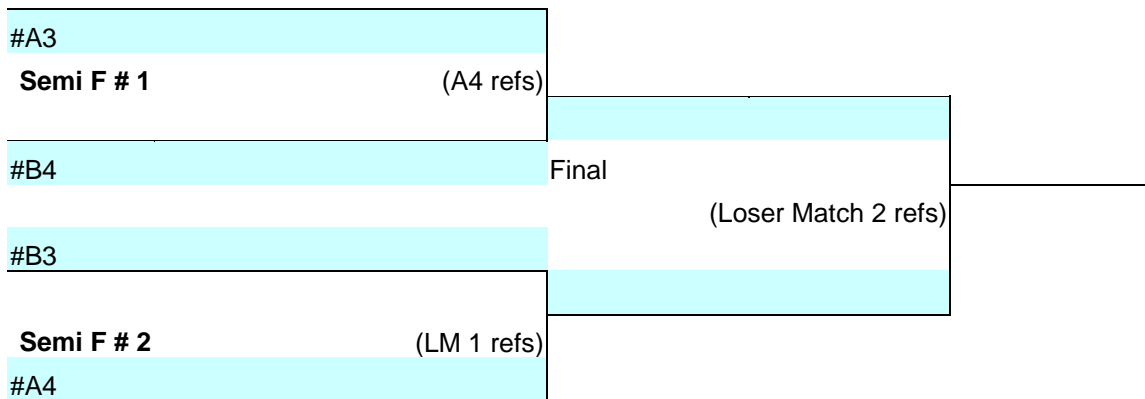 #A3
Semi F # 1 (A4 refs)
#B4 Final
(Loser Match 2 refs)
#B3
Semi F # 2 (LM 1 refs)
#A4